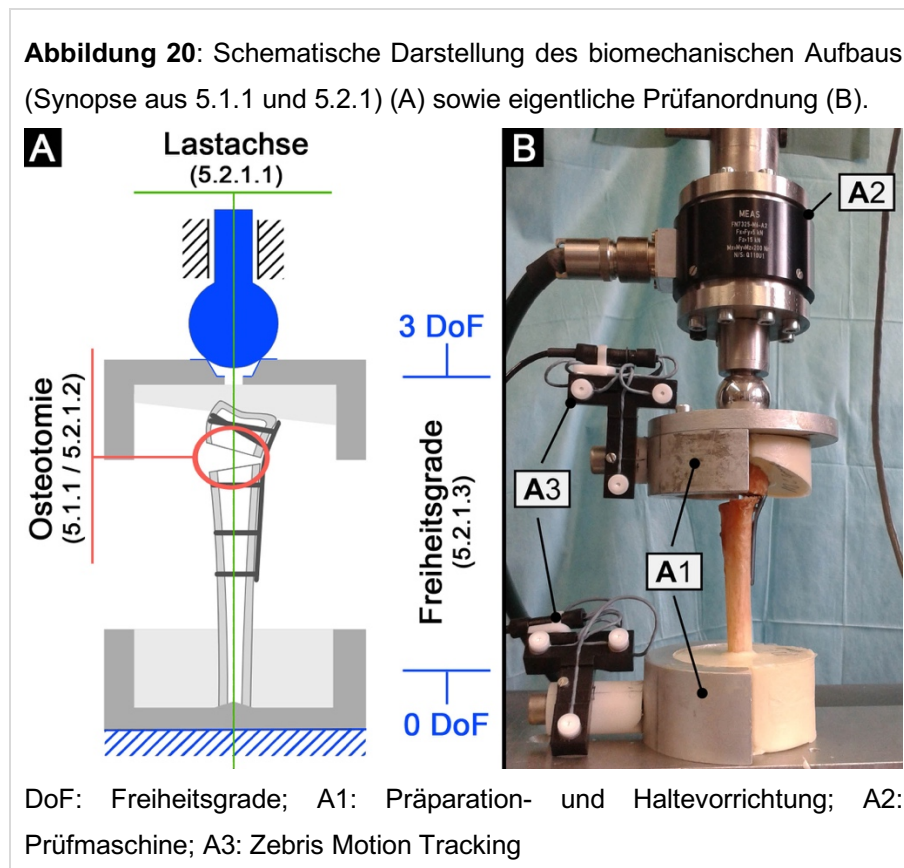 Abbildung 20: Schematische Darstellung des biomechanischen Aufbaus
(Synopse aus 5.1.1 und 5.2.1) (A) sowie eigentliche Prüfanordnung (B).
A
Lastachse
(5.2.1.1)
3 DoF
Osteotomie
(5.1.1 / 5.2.1.2)
Freiheitsgrade
(5.2.1.3)
0 DoF
B
MEAS
A2
A3
A1
DoF: Freiheitsgrade; A1: Präparation- und Haltevorrichtung; A2:
Prüfmaschine; A3: Zebris Motion Tracking